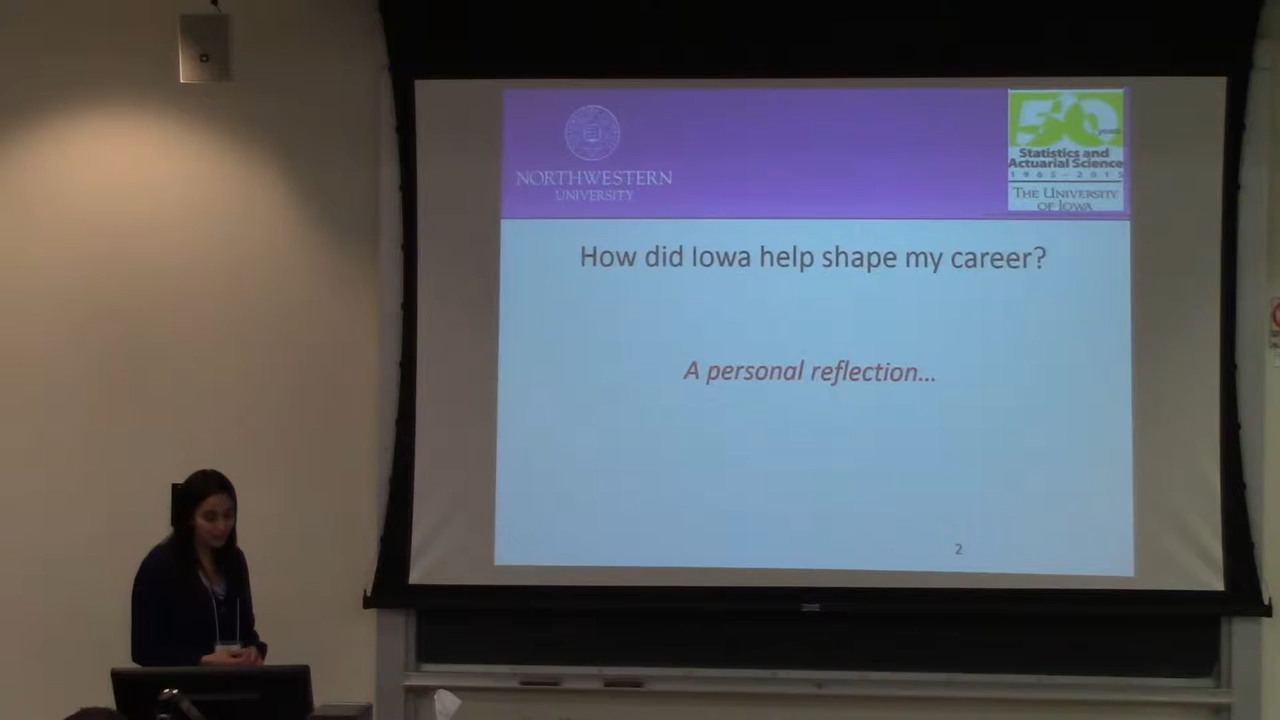 NORTHWESTERN
UNIVERSITY
50
years
Statistics and
Actuarial Science
1965-2015
THE UNIVERSITY
OF IOWA
How did Iowa help shape my career?
A personal reflection...
2